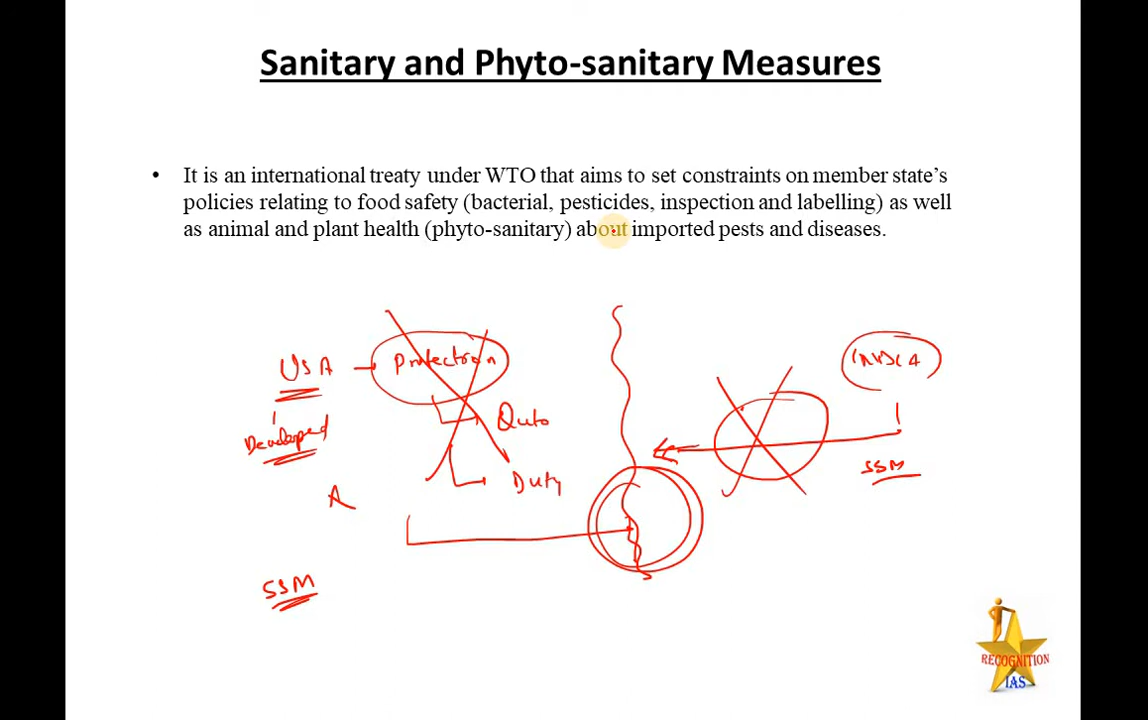 Sanitary and Phyto-sanitary Measures
• It is an international treaty under WTO that aims to set constraints on member state's
policies relating to food safety (bacterial, pesticides, inspection and labelling) as well
as animal and plant health (phyto-sanitary) about imported pests and diseases.
USA → Protection
INDIA
Developed
Quto
SSM
Duty
A
SSM
RECOGNITION
IAS